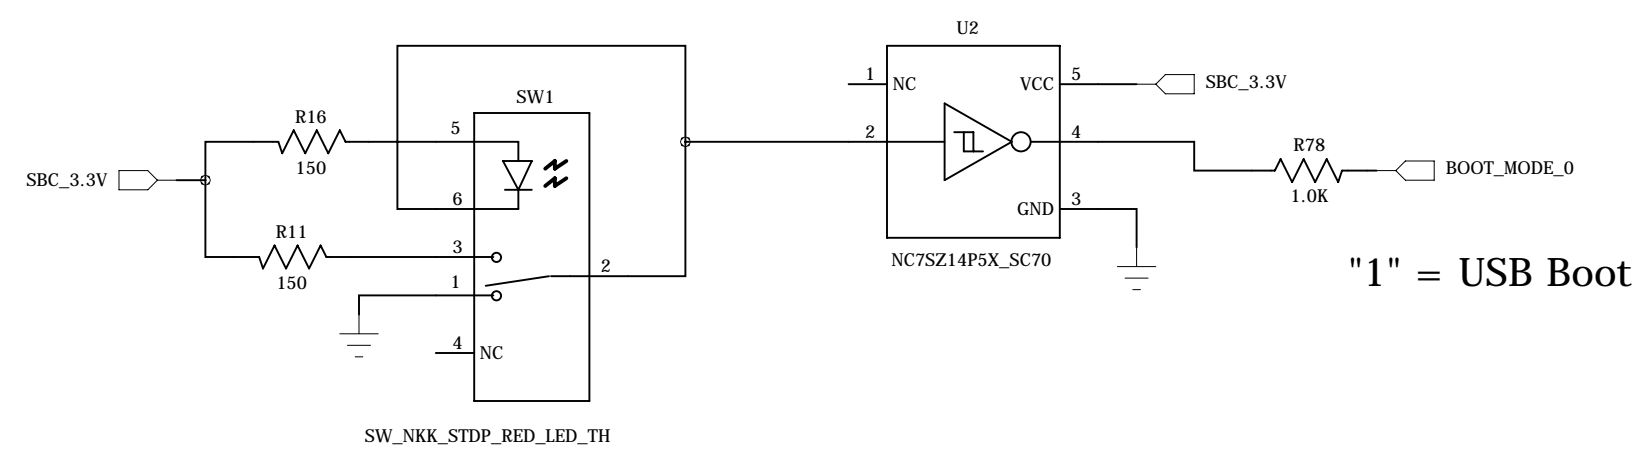 U2
1
NC
VCC
5
SBC_3.3V
SW1
R16
150
5
2
4
R78
1.0K
BOOT_MODE_0
SBC_3.3V
6
GND
3
R11
150
3
2
1
NC7SZ14P5X_SC70
"1" = USB Boot
4
NC
SW_NKK_STDP_RED_LED_TH